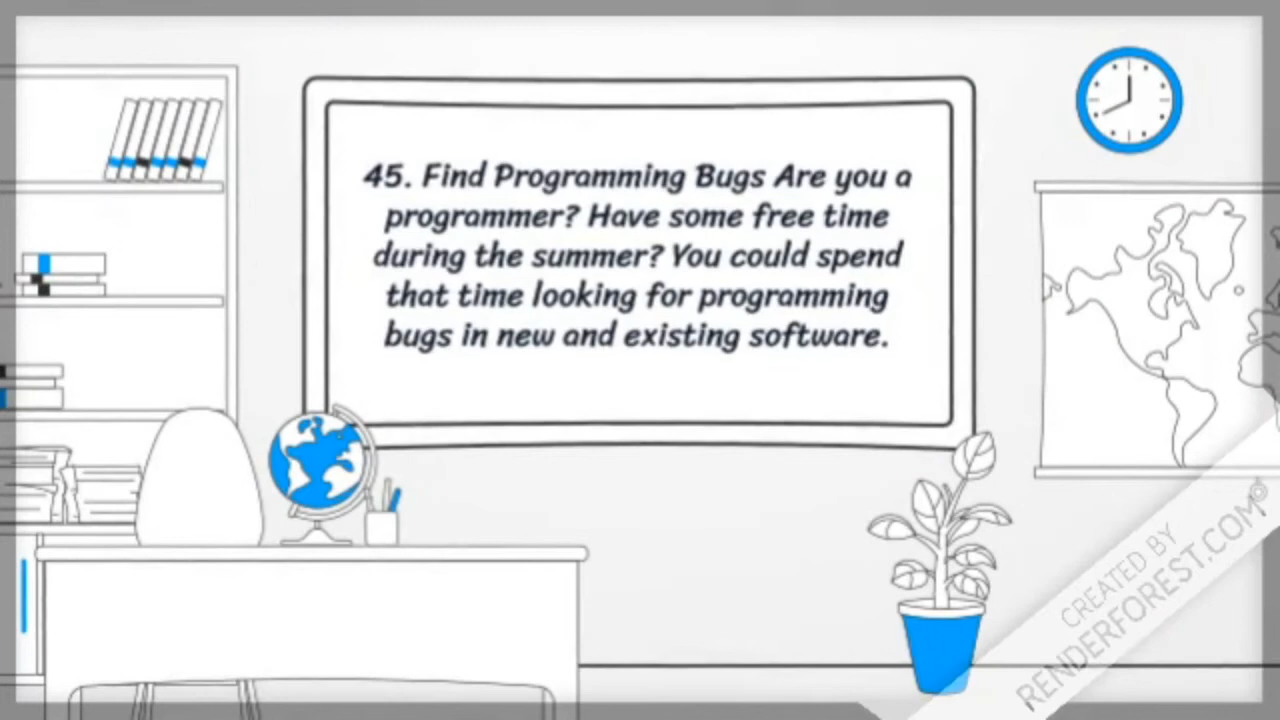 45. Find Programming Bugs Are you a
programmer? Have some free time
during the summer? You could spend
that time looking for programming
bugs in new and existing software.
CREATED BY
RENDERFOREST.COM